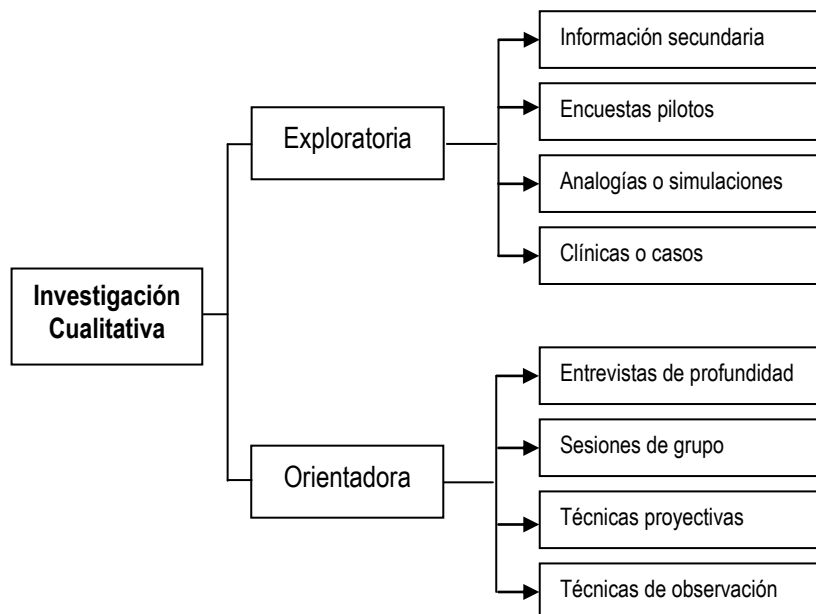 Investigación
Cualitativa
Exploratoria
Información secundaria
Encuestas pilotos
Analogías o simulaciones
Clínicas o casos
Orientadora
Entrevistas de profundidad
Sesiones de grupo
Técnicas proyectivas
Técnicas de observación